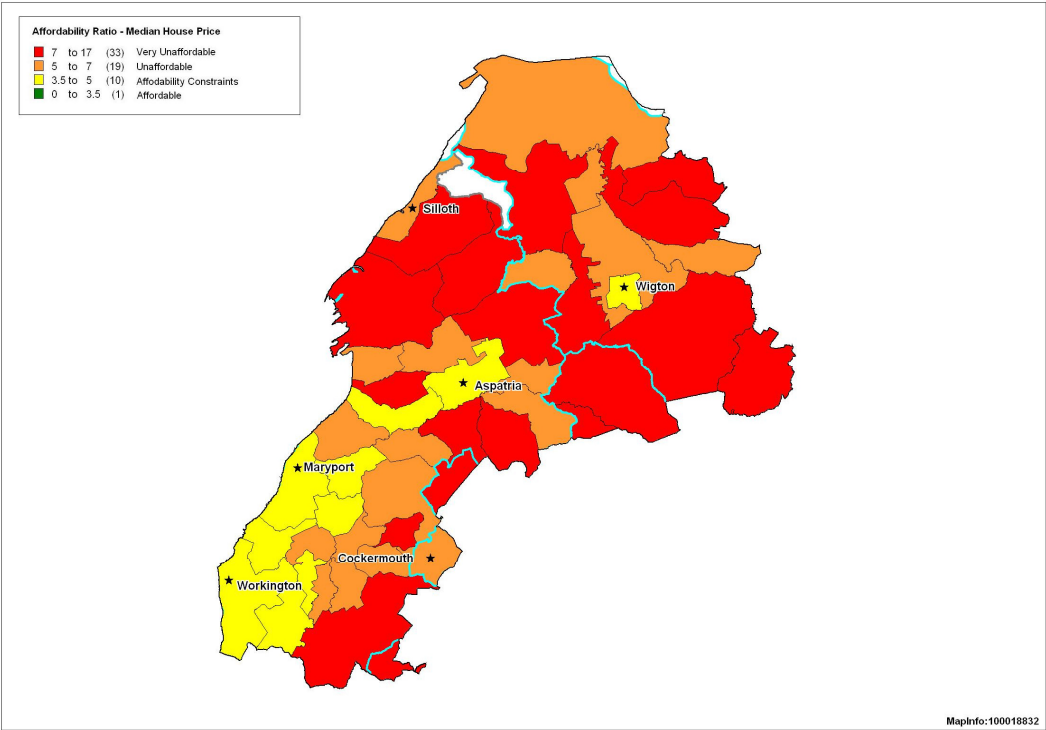 Affordability Ratio - Median House Price
7 to 17 (33) Very Unaffordable
5 to 7 (19) Unaffordable
3.5 to 5 (10) Affodability Constraints
0 to 3.5 (1) Affordable
Silloth
Wigton
Aspatria
Maryport
Cockermouth
Workington
MapInfo:100018832